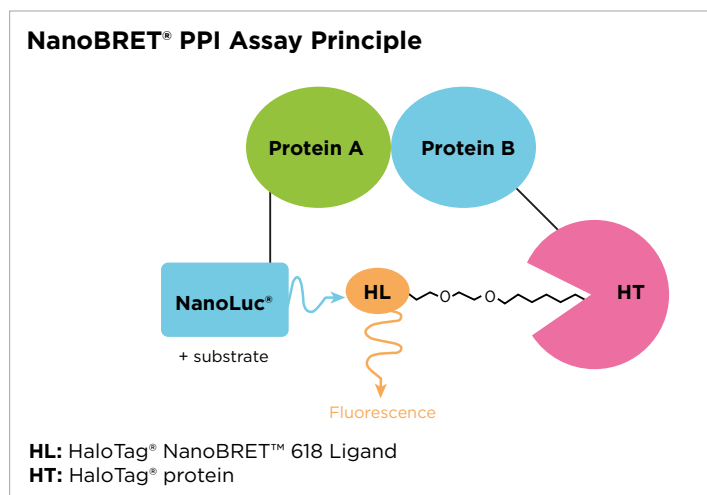 NanoBRET® PPI Assay Principle
Protein A
Protein B
NanoLuc®
HL
O
O
HT
+ substrate
Fluorescence
HL: HaloTag® NanoBRET™ 618 Ligand
HT: HaloTag® protein